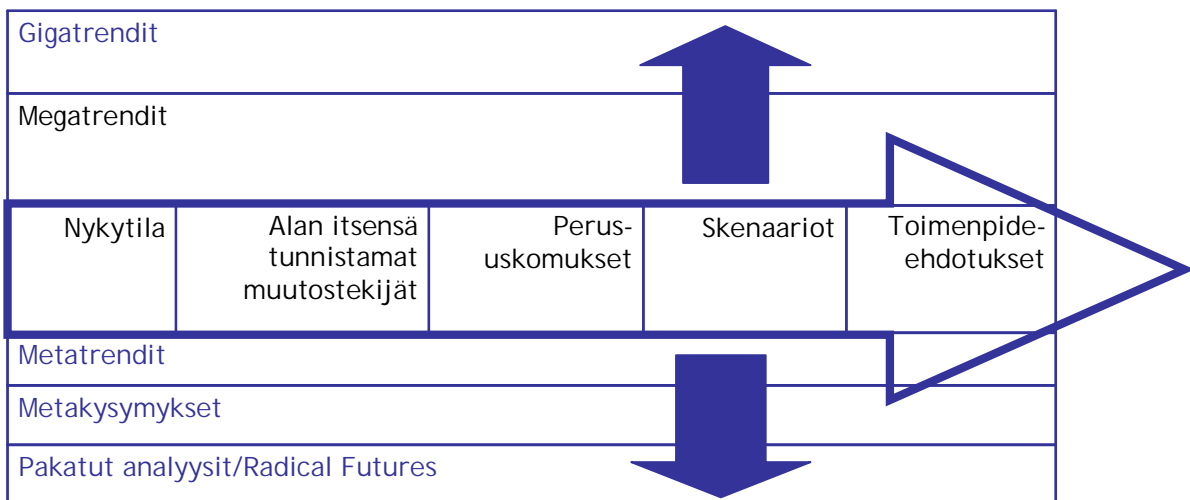 Gigatrendit
Megatrendit
Nykytila
Alan itsensä
tunnistamat
muutostekijät
Perus-
uskomukset
Skenaariot
Toimenpide-
ehdotukset
Metatrendit
Metakysymykset
Pakatut analyysit/Radical Futures